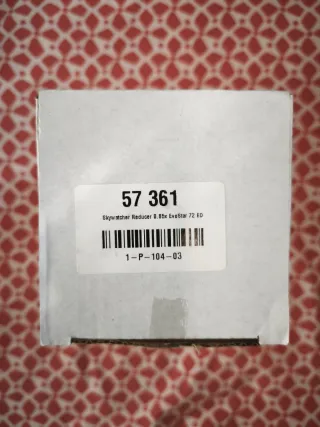 57 361
Skywatcher Reducer 0.85x EvoStar 72 ED
1-P-104-03